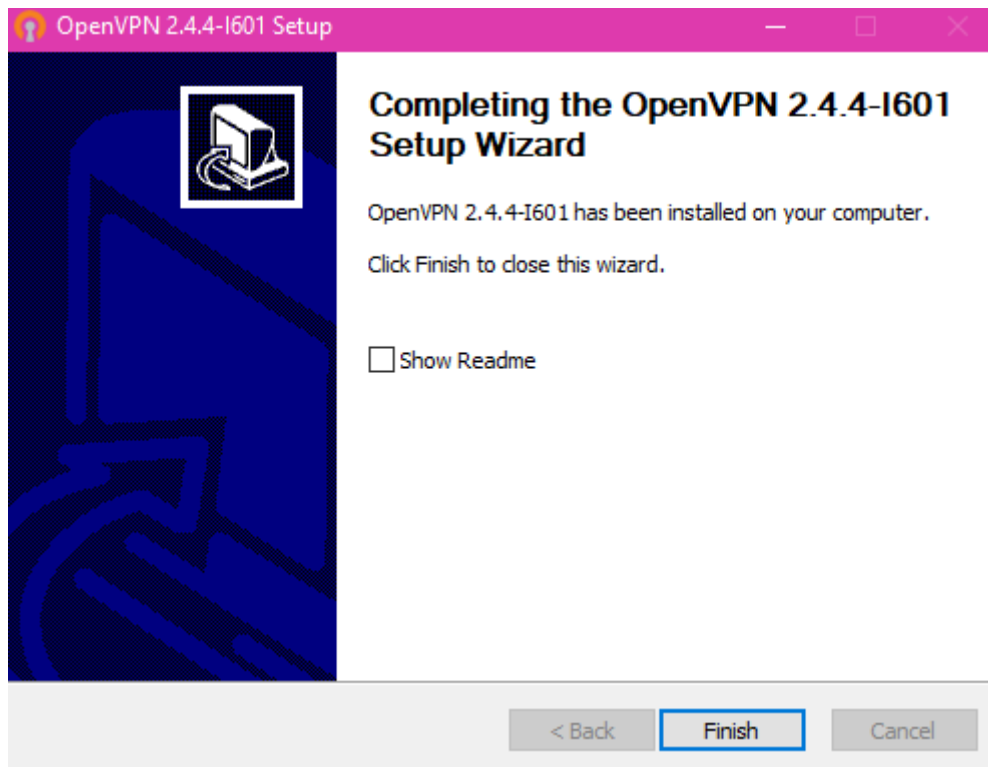 OpenVPN 2.4.4-I601 Setup
Completing the OpenVPN 2.4.4-I601
Setup Wizard
OpenVPN 2.4.4-I601 has been installed on your computer.
Click Finish to close this wizard.
Show Readme
< Back
Finish
Cancel